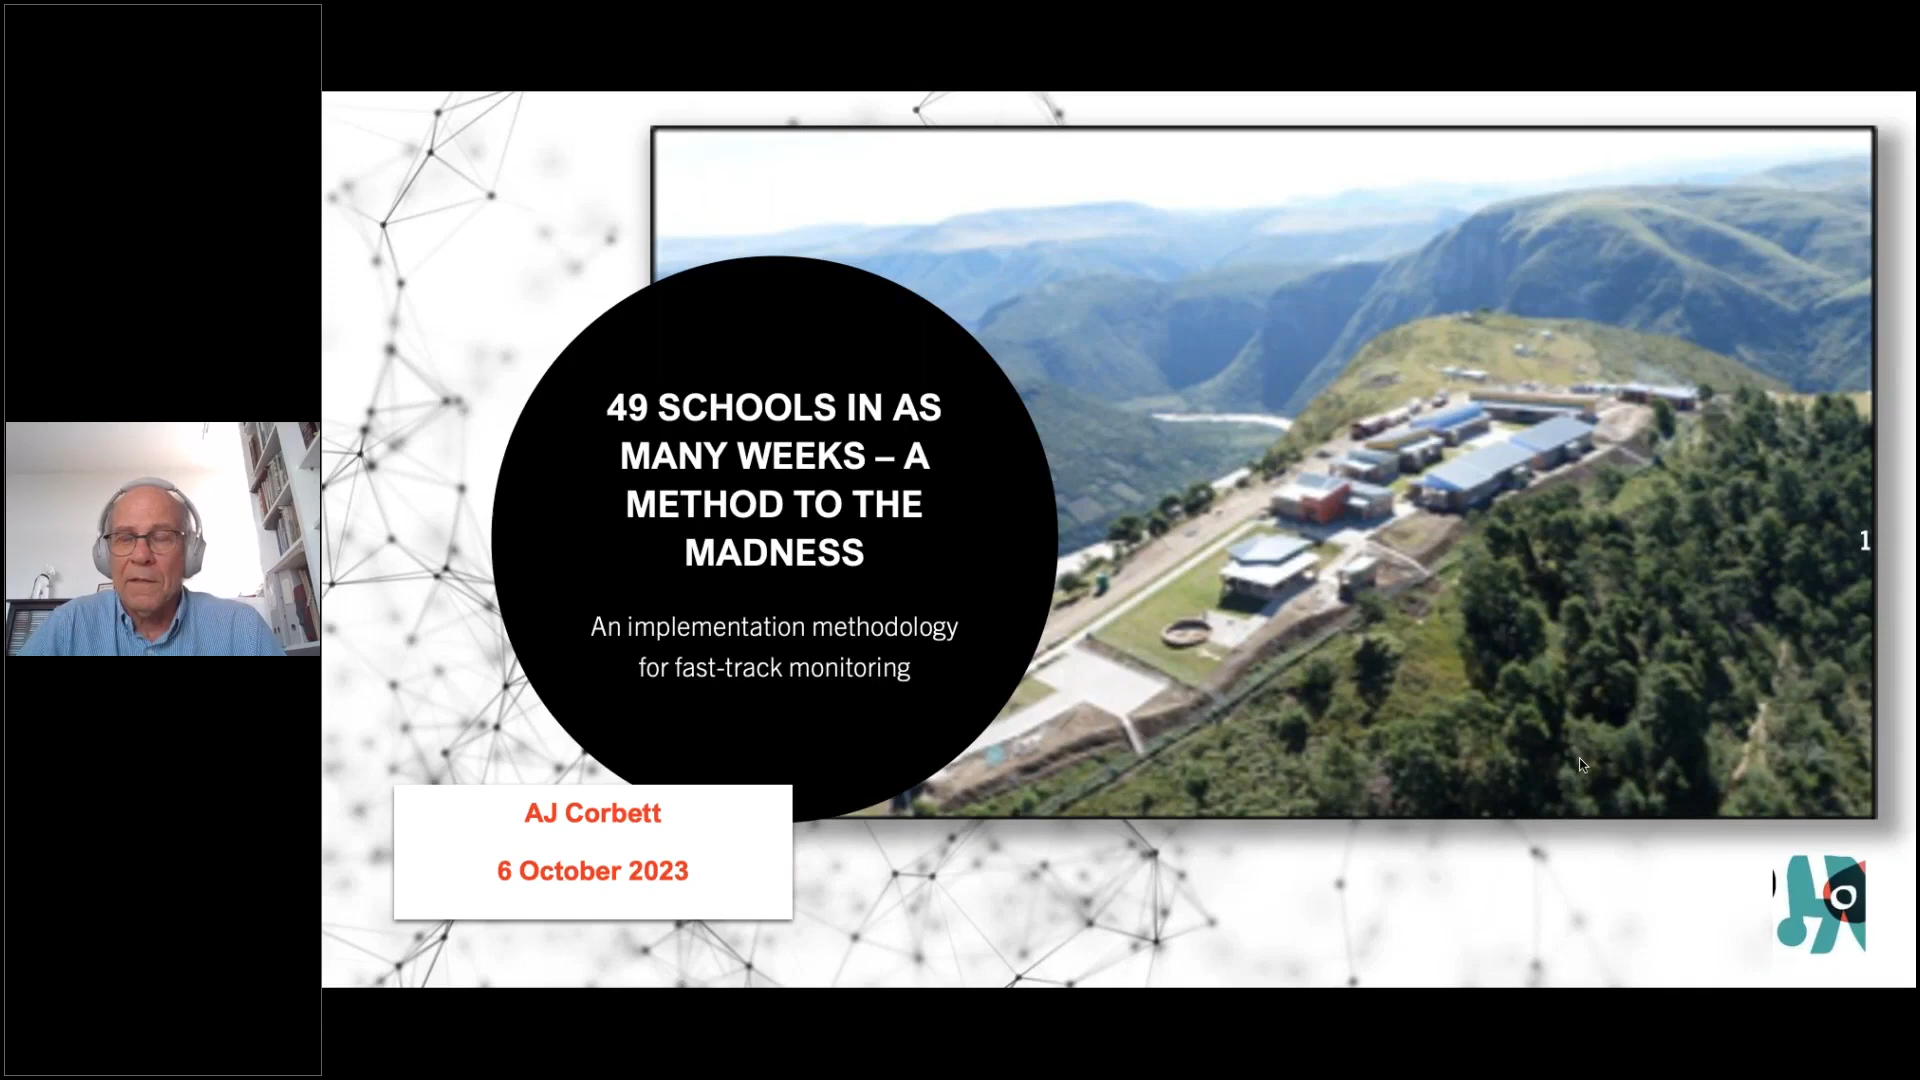 49 SCHOOLS IN AS
MANY WEEKS – A
METHOD TO THE
MADNESS
An implementation methodology
for fast-track monitoring
1
AJ Corbett
6 October 2023